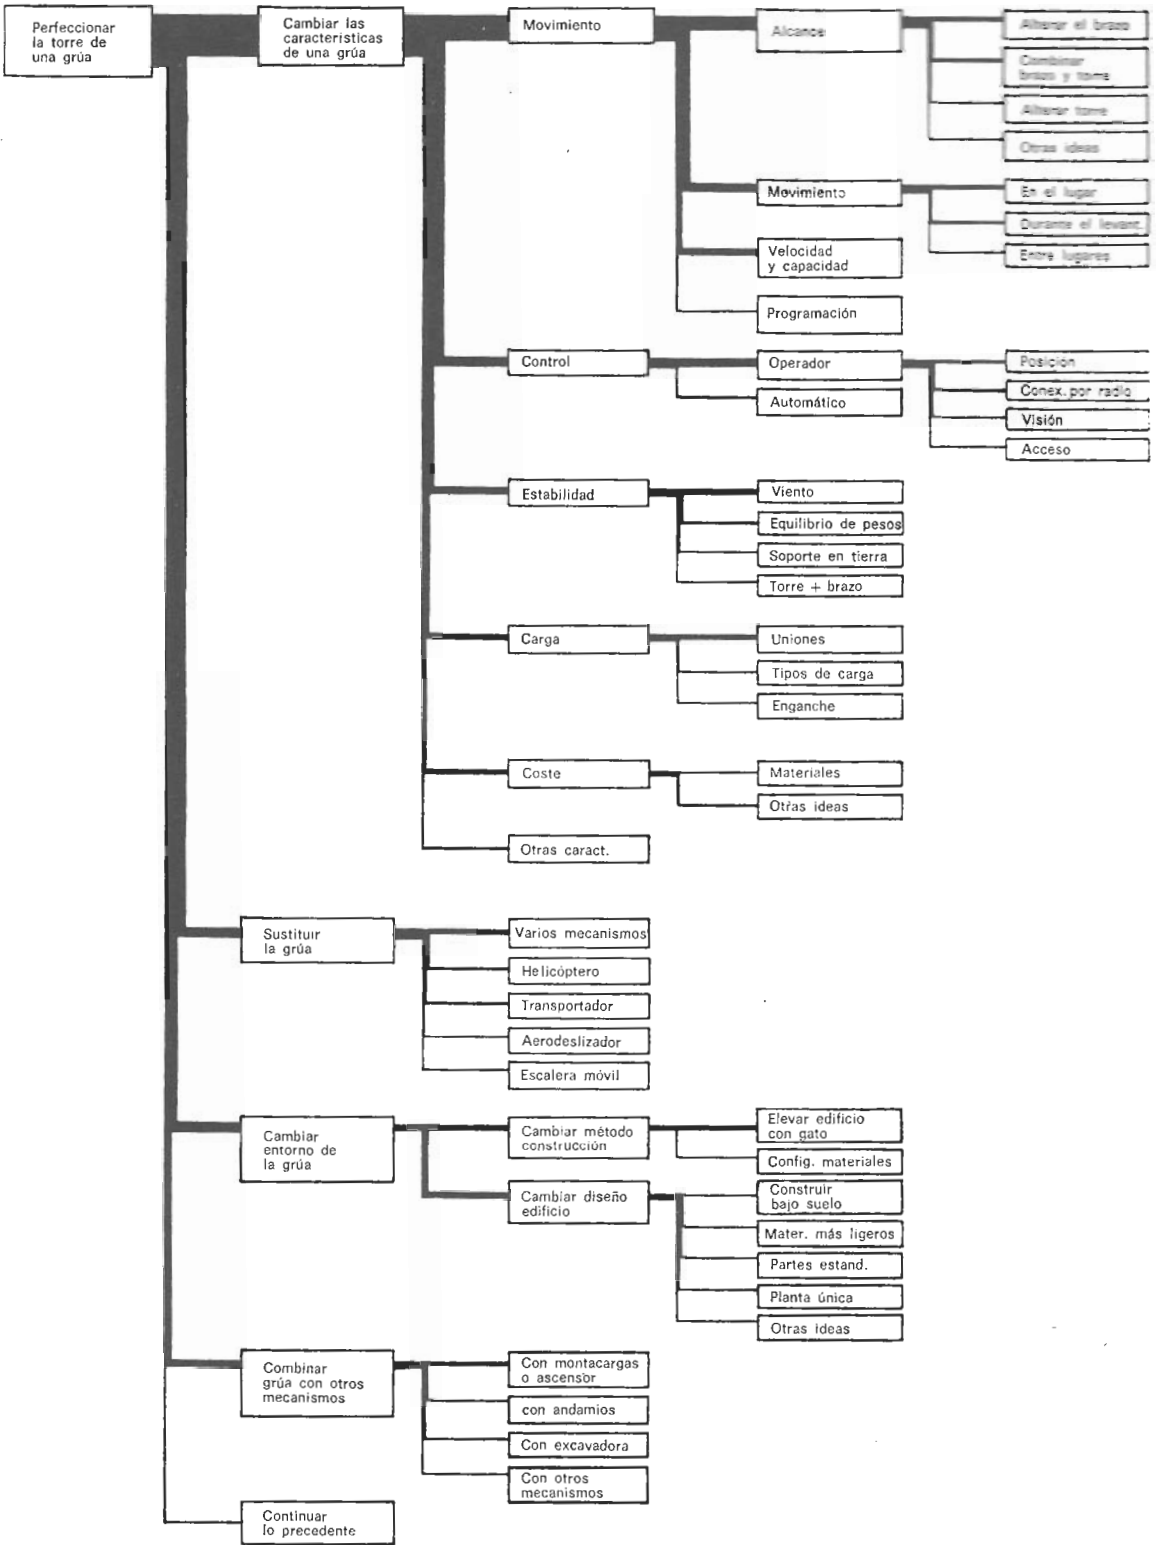 Perfeccionar
la torre de
una grúa
Cambiar las
características
de una grúa
Movimiento
Alcance
Alterar el brazo
Combinar
brazo y torre
Alterar torre
Otras ideas
Movimiento
En el lugar
Durante el levant.
Entre lugares
Velocidad
y capacidad
Programación
Control
Operador
Posición
Conex. por radio
Visión
Acceso
Automático
Estabilidad
Viento
Equilibrio de pesos
Soporte en tierra
Torre + brazo
Carga
Uniones
Tipos de carga
Enganche
Coste
Materiales
Otras ideas
Otras caract.
Sustituir
la grúa
Varios mecanismos
Helicóptero
Transportador
Aerodeslizador
Escalera móvil
Cambiar
entorno de
la grúa
Cambiar método
construcción
Elevar edificio
con gato
Config. materiales
Cambiar diseño
edificio
Construir
bajo suelo
Mater. más ligeros
Partes estand.
Planta única
Otras ideas
Combinar
grúa con otros
mecanismos
Con montacargas
o ascensor
con andamios
Con excavadora
Con otros
mecanismos
Continuar
lo precedente